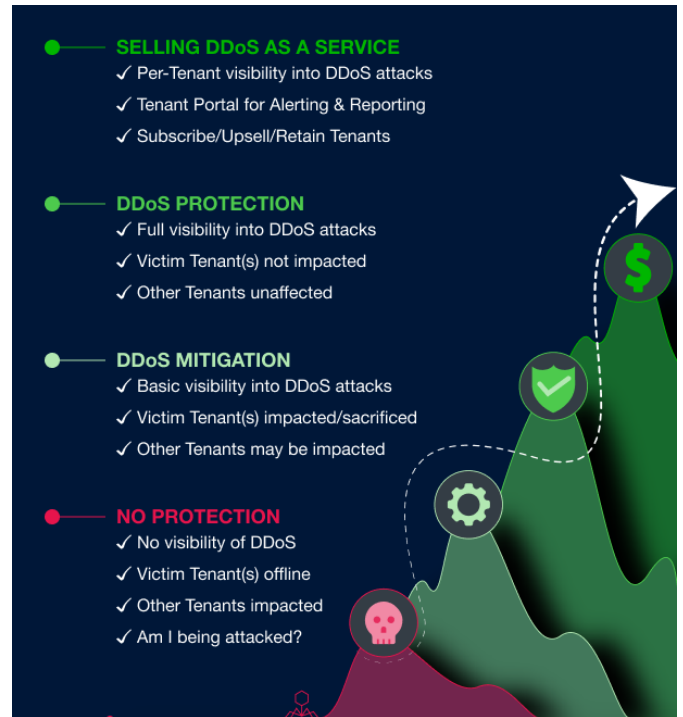 SELLING DDoS AS A SERVICE
✓ Per-Tenant visibility into DDoS attacks
✓ Tenant Portal for Alerting & Reporting
✓ Subscribe/Upsell/Retain Tenants
DDoS PROTECTION
✓ Full visibility into DDoS attacks
✓ Victim Tenant(s) not impacted
✓ Other Tenants unaffected
$
DDoS MITIGATION
✓ Basic visibility into DDoS attacks
✓ Victim Tenant(s) impacted/sacrificed
✓ Other Tenants may be impacted
NO PROTECTION
✓ No visibility of DDoS
✓ Victim Tenant(s) offline
✓ Other Tenants impacted
✓ Am I being attacked?